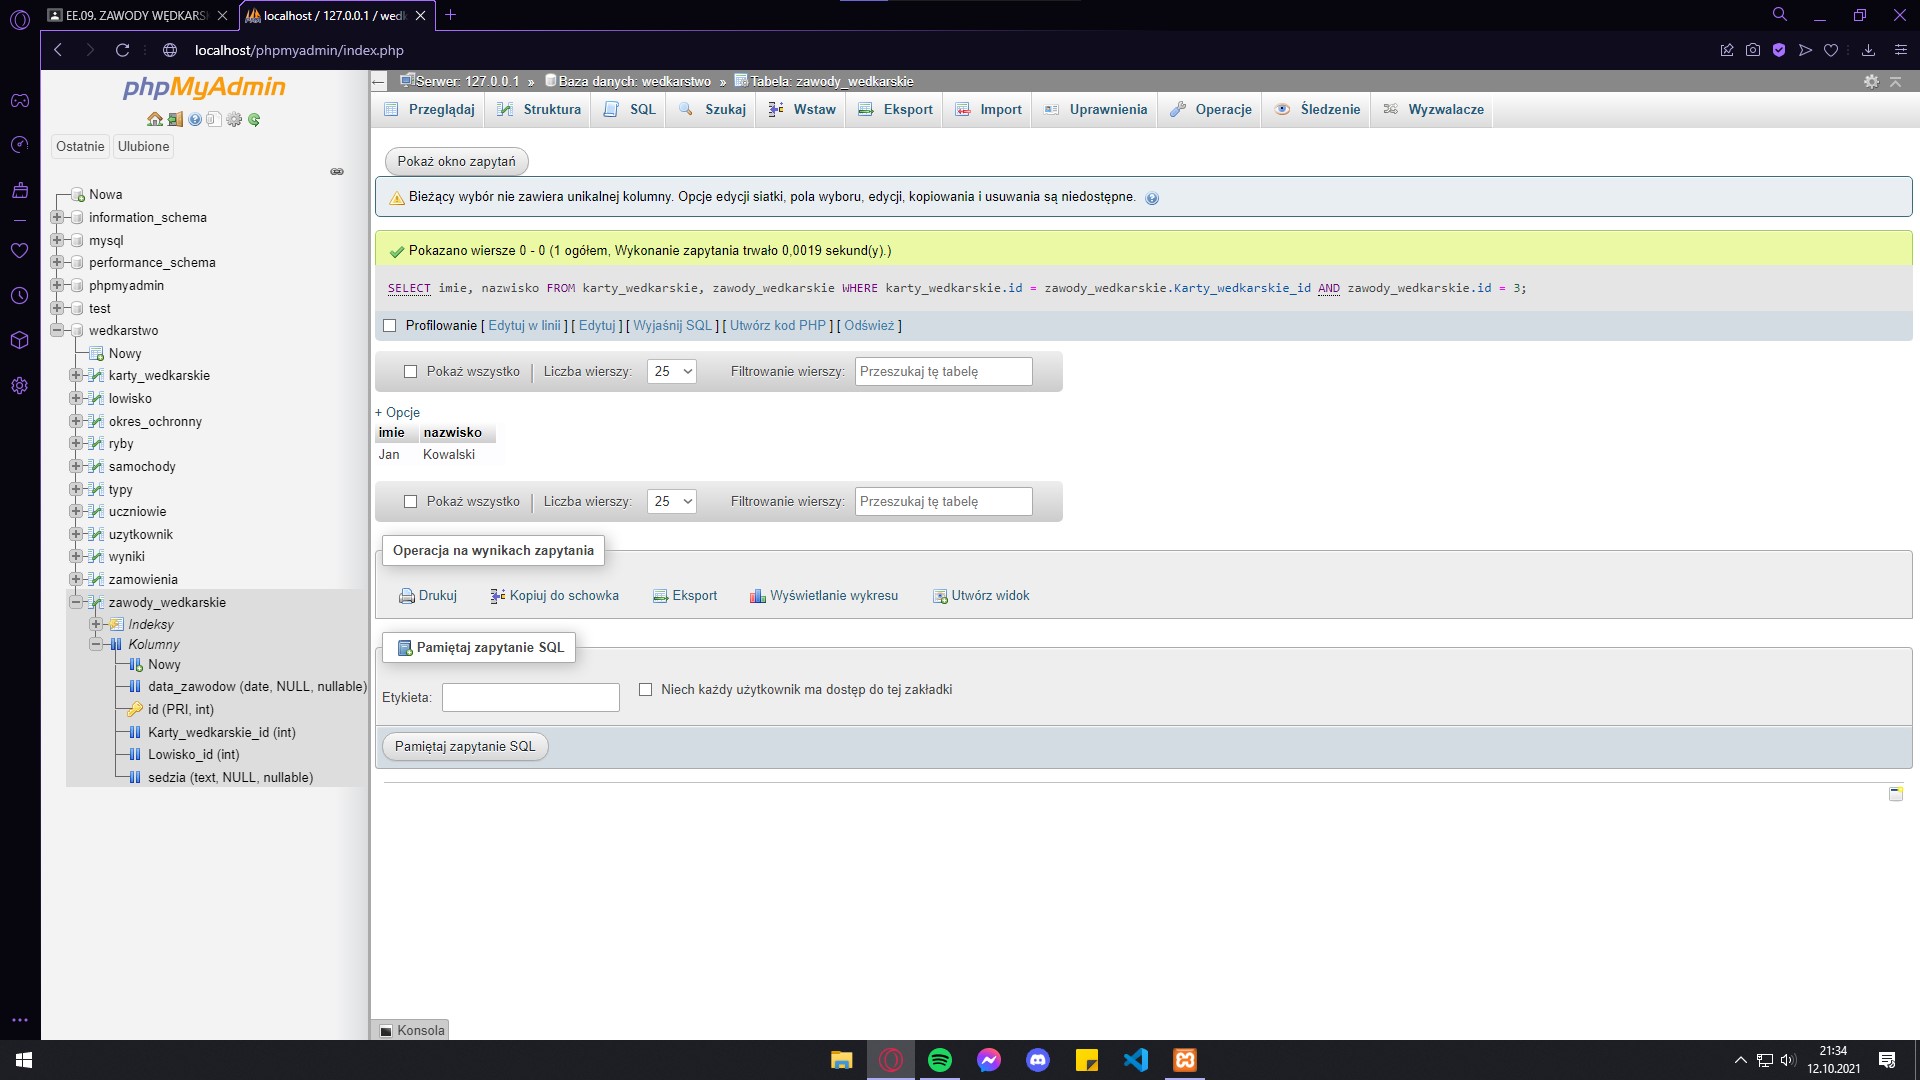 EE.09. ZAWODY WĘDKARS
localhost / 127.0.0.1 / wedk
localhost/phpmyadmin/index.php
phpMyAdmin
Ostatnie
Ulubione
Nowa
information_schema
mysql
performance_schema
phpmyadmin
test
wedkarstwo
Nowy
karty_wedkarskie
lowisko
okres_ochronny
ryby
samochody
typy
uczniowie
uzytkownik
wyniki
zamowienia
zawody_wedkarskie
Indeksy
Kolumny
Nowy
data_zawodow (date, NULL, nullable)
id (PRI, int)
Karty_wedkarskie_id (int)
Lowisko_id (int)
sedzia (text, NULL, nullable)
Serwer: 127.0.0.1 » Baza danych: wedkarstwo » Tabela: zawody_wedkarskie
Przeglądaj Struktura SQL Szukaj Wstaw Eksport Import Uprawnienia Operacje Śledzenie Wyzwalacze
Pokaż okno zapytań
Bieżący wybór nie zawiera unikalnej kolumny. Opcje edycji siatki, pola wyboru, edycji, kopiowania i usuwania są niedostępne.
Pokazano wiersze 0 - 0 (1 ogółem, Wykonanie zapytania trwało 0,0019 sekund(y).)
SELECT imie, nazwisko FROM karty_wedkarskie, zawody_wedkarskie WHERE karty_wedkarskie.id = zawody_wedkarskie.Karty_wedkarskie_id AND zawody_wedkarskie.id = 3;
Profilowanie [ Edytuj w linii ] [ Edytuj ] [ Wyjaśnij SQL ] [ Utwórz kod PHP ] [ Odśwież ]
Pokaż wszystko | Liczba wierszy: 25 Filtrowanie wierszy: Przeszukaj tę tabelę
+ Opcje
imie nazwisko
Jan Kowalski
Pokaż wszystko | Liczba wierszy: 25 Filtrowanie wierszy: Przeszukaj tę tabelę
Operacja na wynikach zapytania
Drukuj Kopiuj do schowka Eksport Wyświetlanie wykresu Utwórz widok
Pamiętaj zapytanie SQL
Etykieta: Niech każdy użytkownik ma dostęp do tej zakładki
Pamiętaj zapytanie SQL
Konsola
21:34
12.10.2021